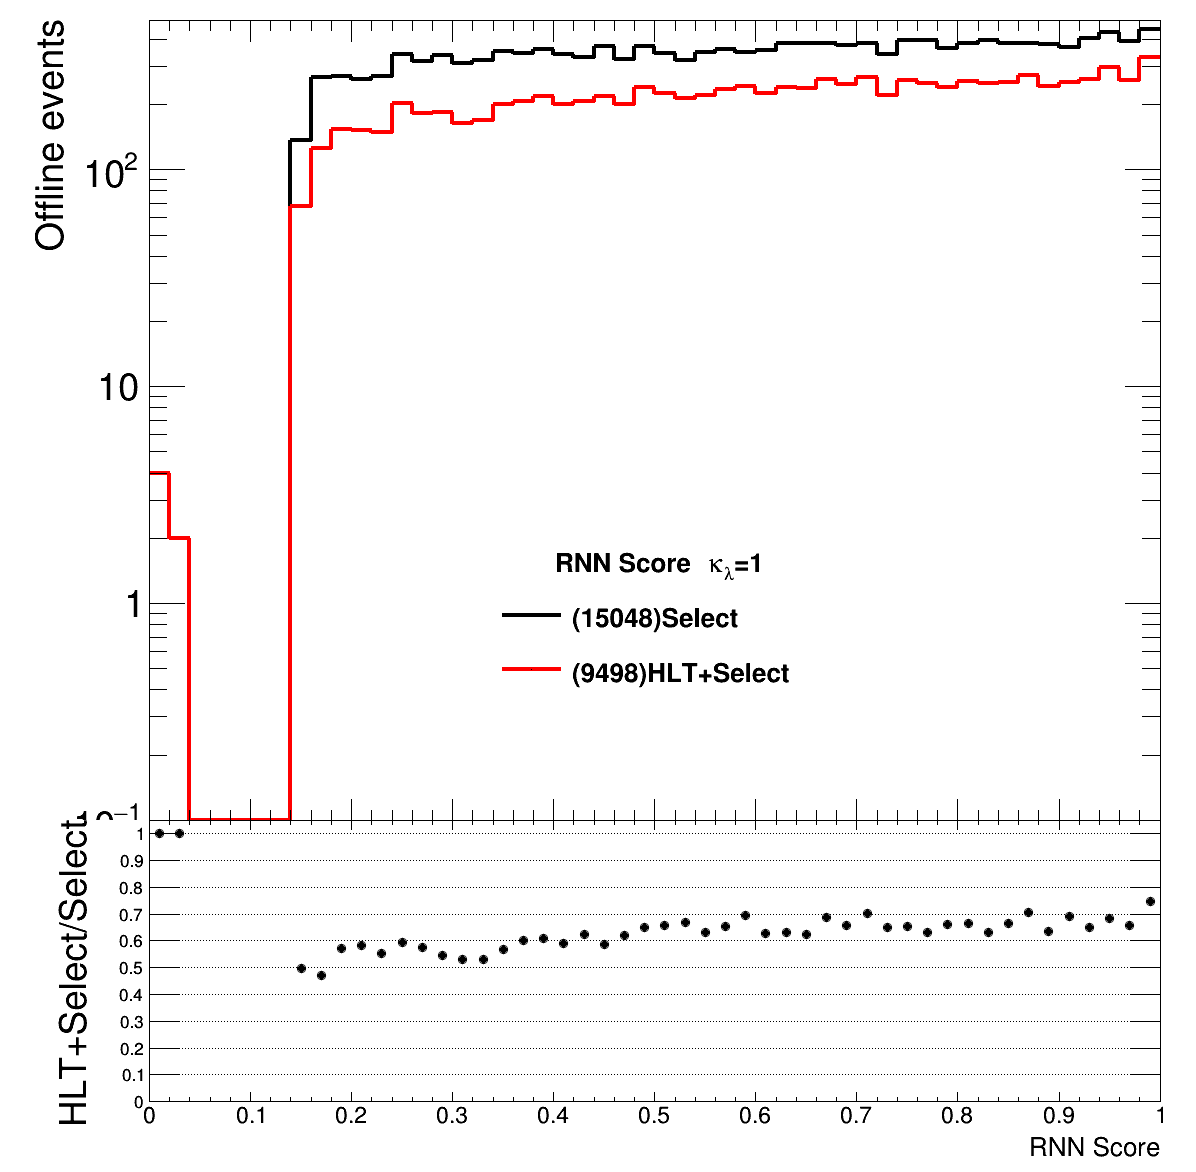 Offline events
10²
10
1
RNN Score κλ=1
(15048)Select
(9498)HLT+Select
−1
HLT+Select/Select
1
0.9
0.8
0.7
0.6
0.5
0.4
0.3
0.2
0.1
0
0 0.1 0.2 0.3 0.4 0.5 0.6 0.7 0.8 0.9 1
RNN Score